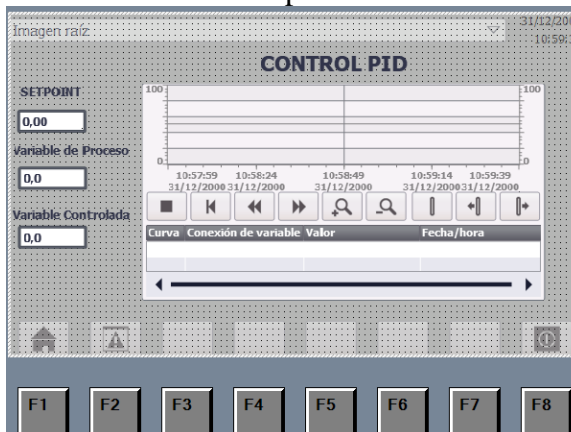 Imagen raíz
31/12/200
10:59:
CONTROL PID
SETPOINT
0,00
Variable de Proceso
0,0
Variable Controlada
0,0
100
100
0
0
10:57:59 10:58:24 10:58:49 10:59:14 10:59:39
31/12/2000 31/12/2000 31/12/2000 31/12/2000 31/12/2000
Curva Conexión de variable Valor Fecha/hora
F1 F2 F3 F4 F5 F6 F7 F8